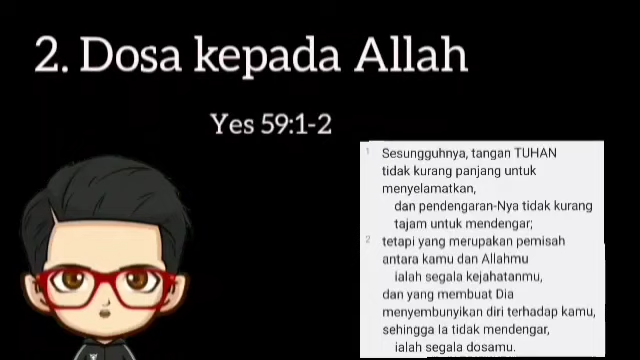 2. Dosa kepada Allah
Yes 59:1-2
1 Sesungguhnya, tangan TUHAN
tidak kurang panjang untuk
menyelamatkan,
dan pendengaran-Nya tidak kurang
tajam untuk mendengar;
2 tetapi yang merupakan pemisah
antara kamu dan Allahmu
ialah segala kejahatanmu,
dan yang membuat Dia
menyembunyikan diri terhadap kamu,
sehingga Ia tidak mendengar,
ialah segala dosamu.